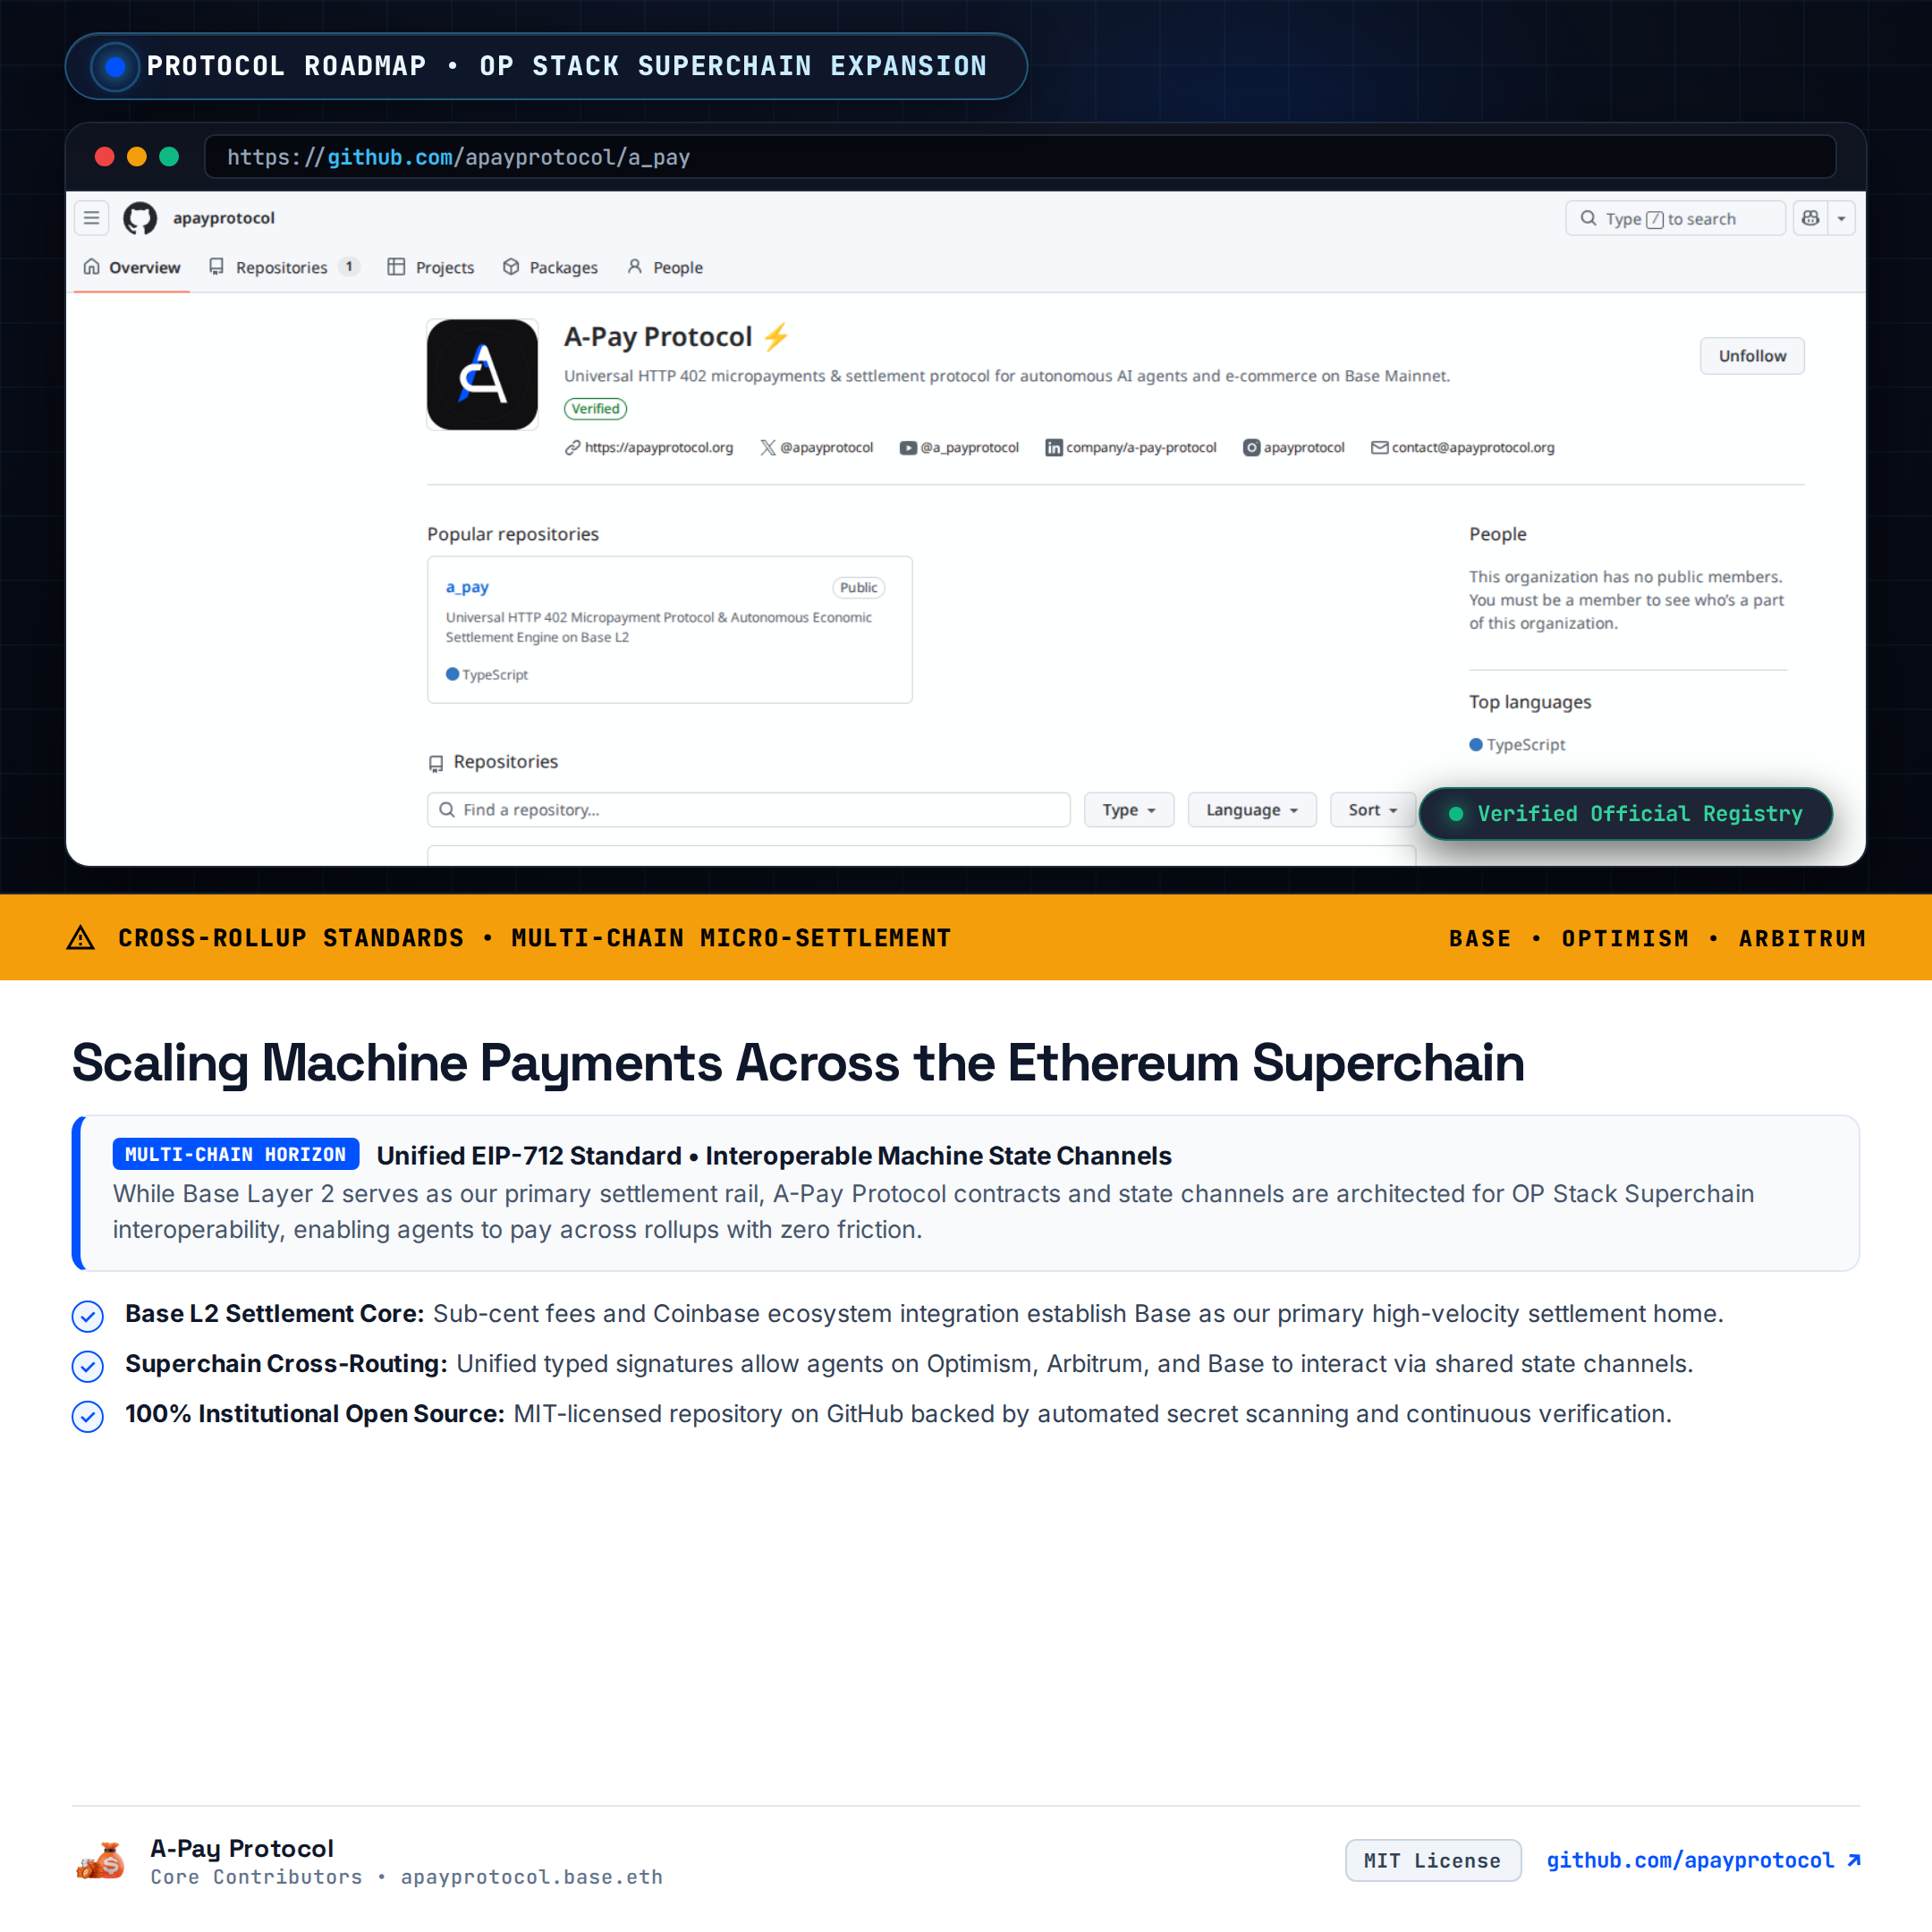 PROTOCOL ROADMAP • OP STACK SUPERCHAIN EXPANSION
https://github.com/apayprotocol/a_pay
apayprotocol
Type / to search
Overview
Repositories 1
Projects
Packages
People
A-Pay Protocol ⚡
Unfollow
Universal HTTP 402 micropayments & settlement protocol for autonomous AI agents and e-commerce on Base Mainnet.
Verified
https://apayprotocol.org
@apayprotocol
@a_payprotocol
company/a-pay-protocol
apayprotocol
contact@apayprotocol.org
Popular repositories
a_pay
Public
Universal HTTP 402 Micropayment Protocol & Autonomous Economic
Settlement Engine on Base L2
TypeScript
People
This organization has no public members.
You must be a member to see who's a part
of this organization.
Top languages
TypeScript
Repositories
Find a repository...
Type
Language
Sort
Verified Official Registry
CROSS-ROLLUP STANDARDS • MULTI-CHAIN MICRO-SETTLEMENT
BASE • OPTIMISM • ARBITRUM
Scaling Machine Payments Across the Ethereum Superchain
MULTI-CHAIN HORIZON Unified EIP-712 Standard • Interoperable Machine State Channels
While Base Layer 2 serves as our primary settlement rail, A-Pay Protocol contracts and state channels are architected for OP Stack Superchain
interoperability, enabling agents to pay across rollups with zero friction.
Base L2 Settlement Core: Sub-cent fees and Coinbase ecosystem integration establish Base as our primary high-velocity settlement home.
Superchain Cross-Routing: Unified typed signatures allow agents on Optimism, Arbitrum, and Base to interact via shared state channels.
100% Institutional Open Source: MIT-licensed repository on GitHub backed by automated secret scanning and continuous verification.
A-Pay Protocol
Core Contributors • apayprotocol.base.eth
MIT License
github.com/apayprotocol ↗